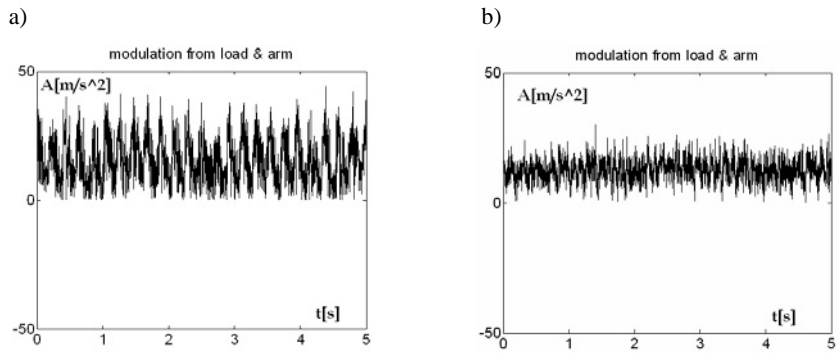 a)
b)
modulation from load & arm
50
A[m/s^2]
0
t[s]
-50
0 1 2 3 4 5
modulation from load & arm
50
A[m/s^2]
0
t[s]
-50
0 1 2 3 4 5